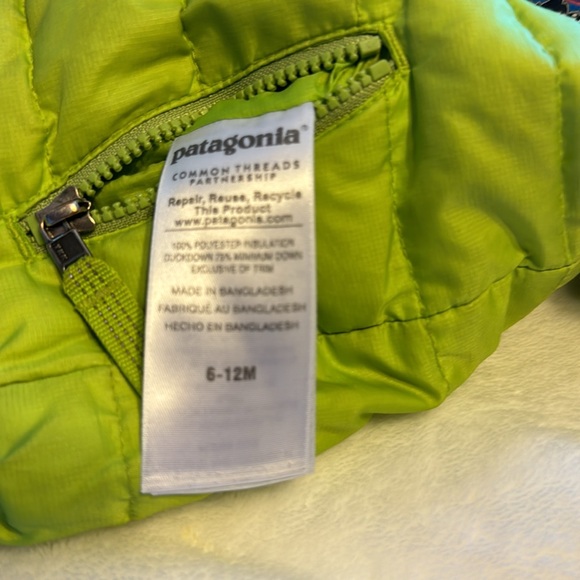 patagonia®
COMMON THREADS
PARTNERSHIP
Repair, Reuse, Recycle
This Product
www.patagonia.com
100% POLYESTER INSULATION
DUCKDOWN 75% MINIMUM DOWN
EXCLUSIVE OF TRIM
MADE IN BANGLADESH
FABRIQUÉ AU BANGLADESH
HECHO EN BANGLADESH
6-12M